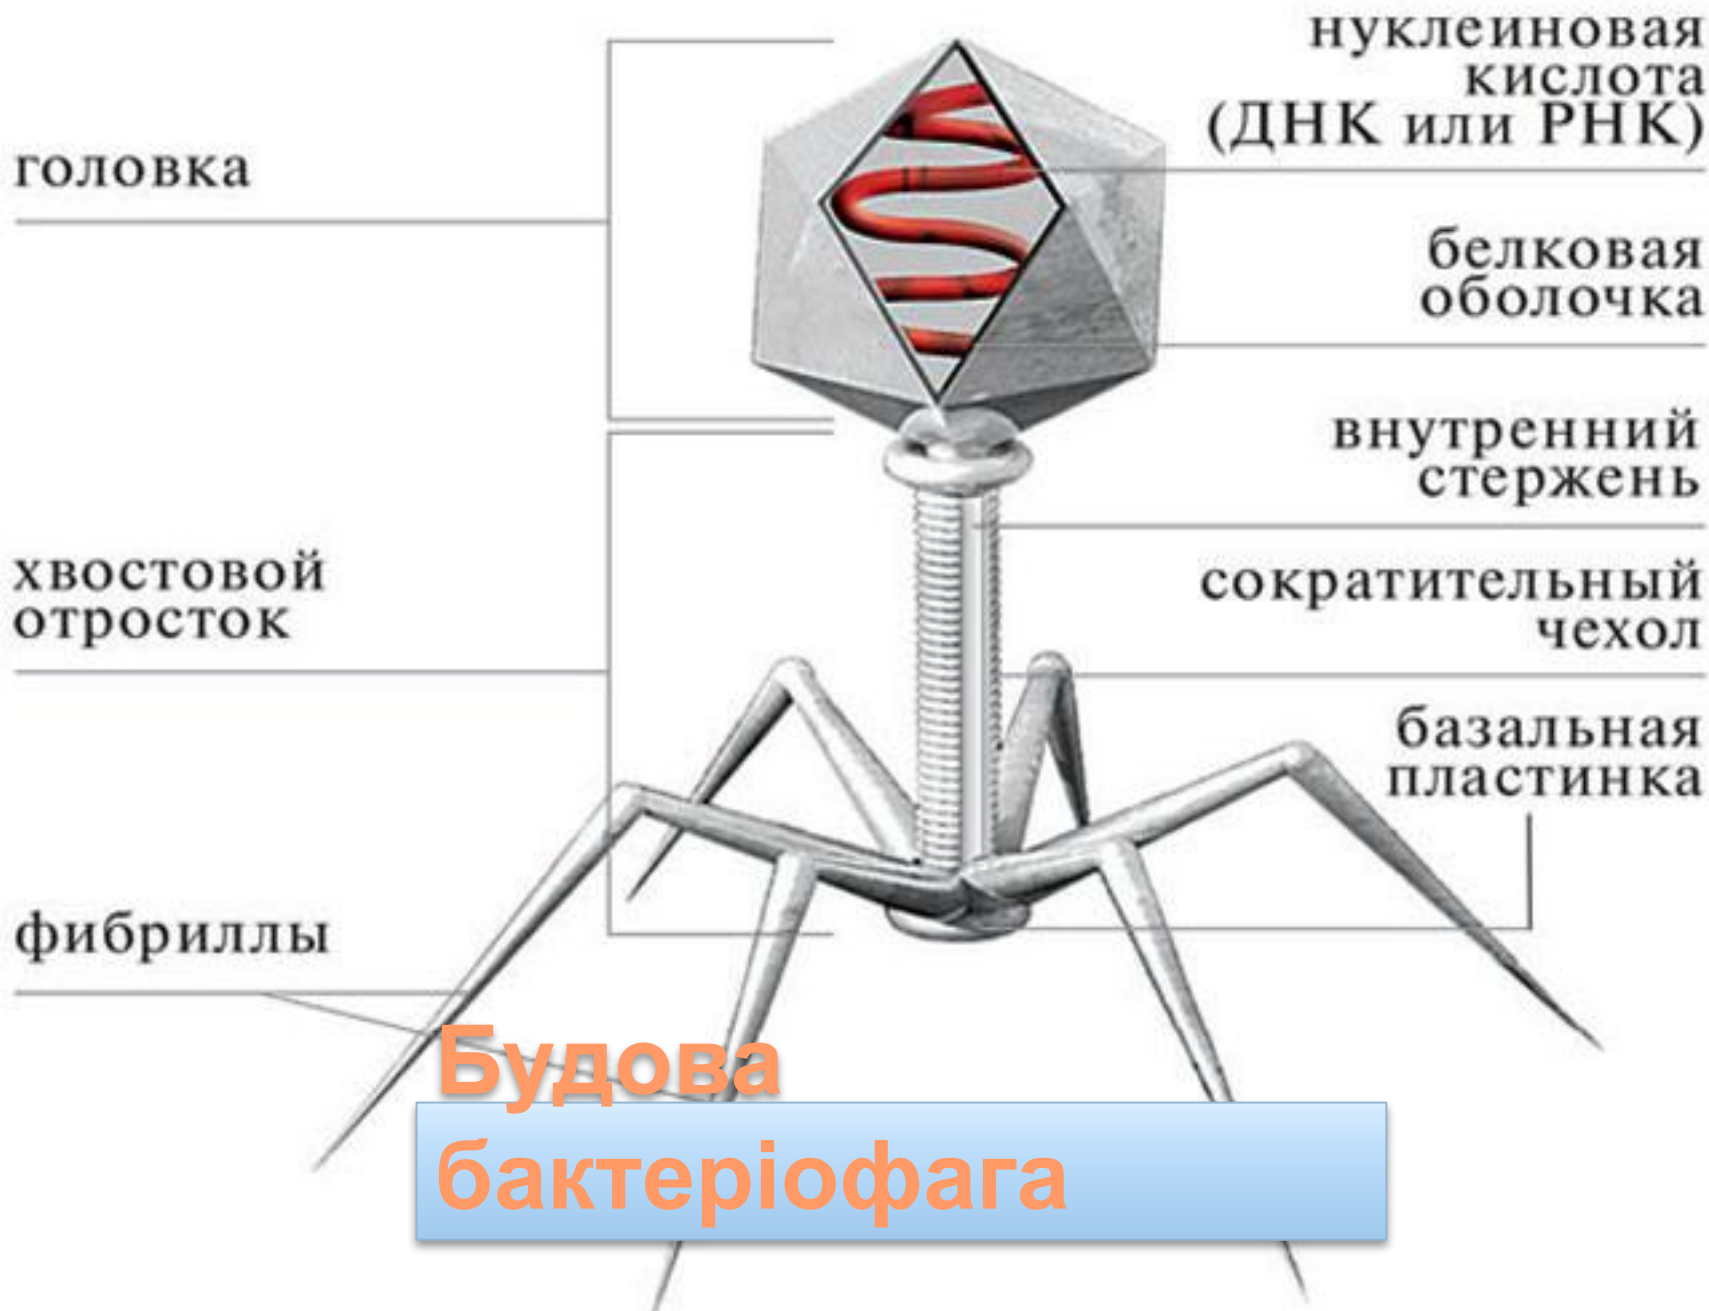 головка
хвостовой
отросток
фибриллы
нуклеиновая
кислота
(ДНК или РНК)
белковая
оболочка
внутренний
стержень
сократительный
чехол
базальная
пластинка
Будова
бактеріофага